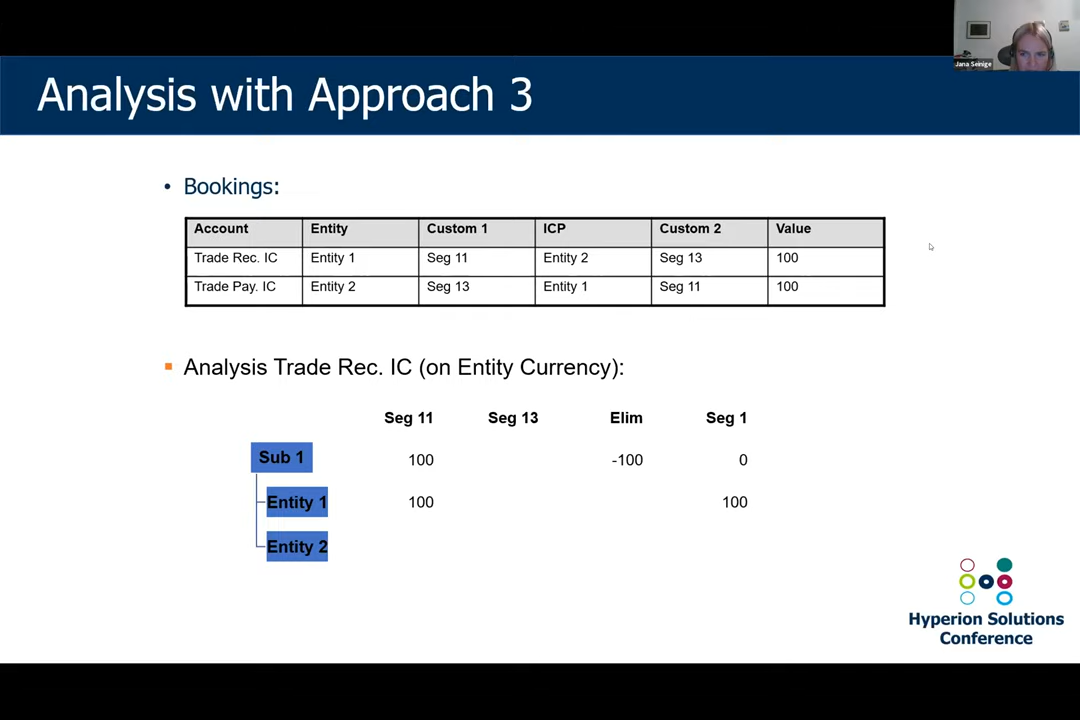 Jana Seinige
Analysis with Approach 3
• Bookings:
Account Entity Custom 1 ICP Custom 2 Value
Trade Rec. IC Entity 1 Seg 11 Entity 2 Seg 13 100
Trade Pay. IC Entity 2 Seg 13 Entity 1 Seg 11 100
Analysis Trade Rec. IC (on Entity Currency):
Seg 11 Seg 13 Elim Seg 1
Sub 1 100 -100 0
Entity 1 100 100
Entity 2
Hyperion Solutions
Conference